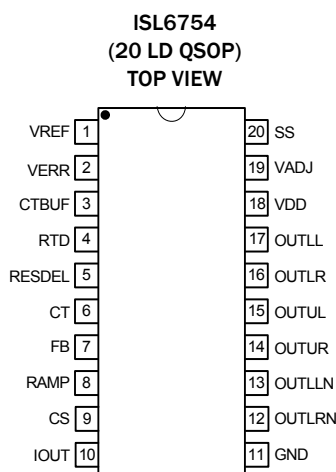 ISL6754
(20 LD QSOP)
TOP VIEW
VREF 1
20 SS
VERR 2
19 VADJ
CTBUF 3
18 VDD
RTD 4
17 OUTLL
RESDEL 5
16 OUTLR
CT 6
15 OUTUL
FB 7
14 OUTUR
RAMP 8
13 OUTLLN
CS 9
12 OUTLRN
IOUT 10
11 GND